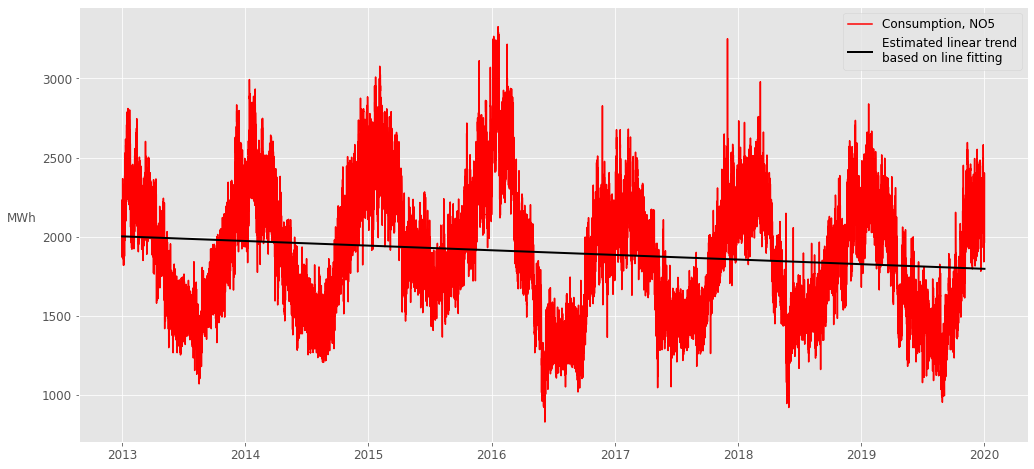 Consumption, NO5
Estimated linear trend
based on line fitting
3000
2500
MWh
2000
1500
1000
2013 2014 2015 2016 2017 2018 2019 2020